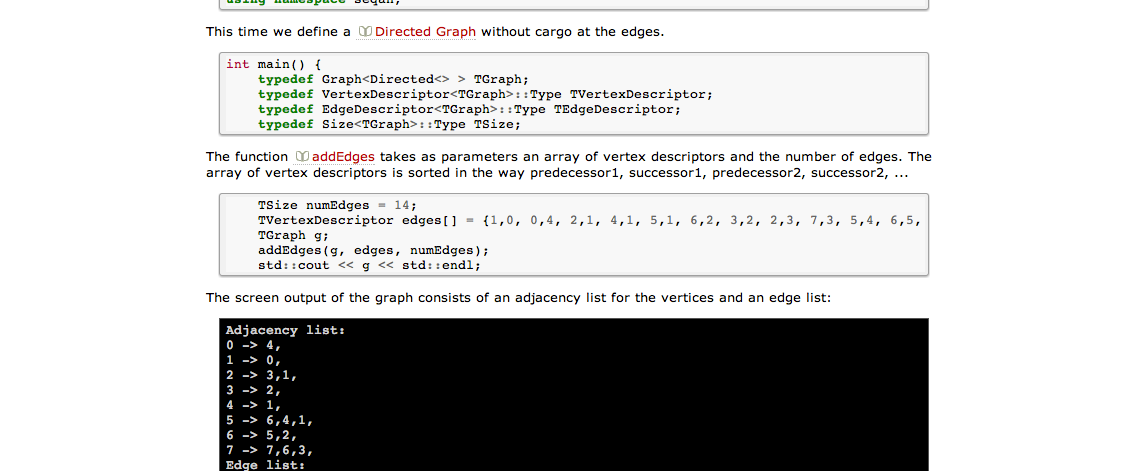 using namespace seqan;
This time we define a Directed Graph without cargo at the edges.
int main() {
typedef Graph<Directed<> > TGraph;
typedef VertexDescriptor<TGraph>::Type TVertexDescriptor;
typedef EdgeDescriptor<TGraph>::Type TEdgeDescriptor;
typedef Size<TGraph>::Type TSize;
The function addEdges takes as parameters an array of vertex descriptors and the number of edges. The
array of vertex descriptors is sorted in the way predecessor1, successor1, predecessor2, successor2, ...
TSize numEdges = 14;
TVertexDescriptor edges[] = {1,0, 0,4, 2,1, 4,1, 5,1, 6,2, 3,2, 2,3, 7,3, 5,4, 6,5,
TGraph g;
addEdges(g, edges, numEdges);
std::cout << g << std::endl;
The screen output of the graph consists of an adjacency list for the vertices and an edge list:
Adjacency list:
0 -> 4,
1 -> 0,
2 -> 3,1,
3 -> 2,
4 -> 1,
5 -> 6,4,1,
6 -> 5,2,
7 -> 7,6,3,
Edge list: